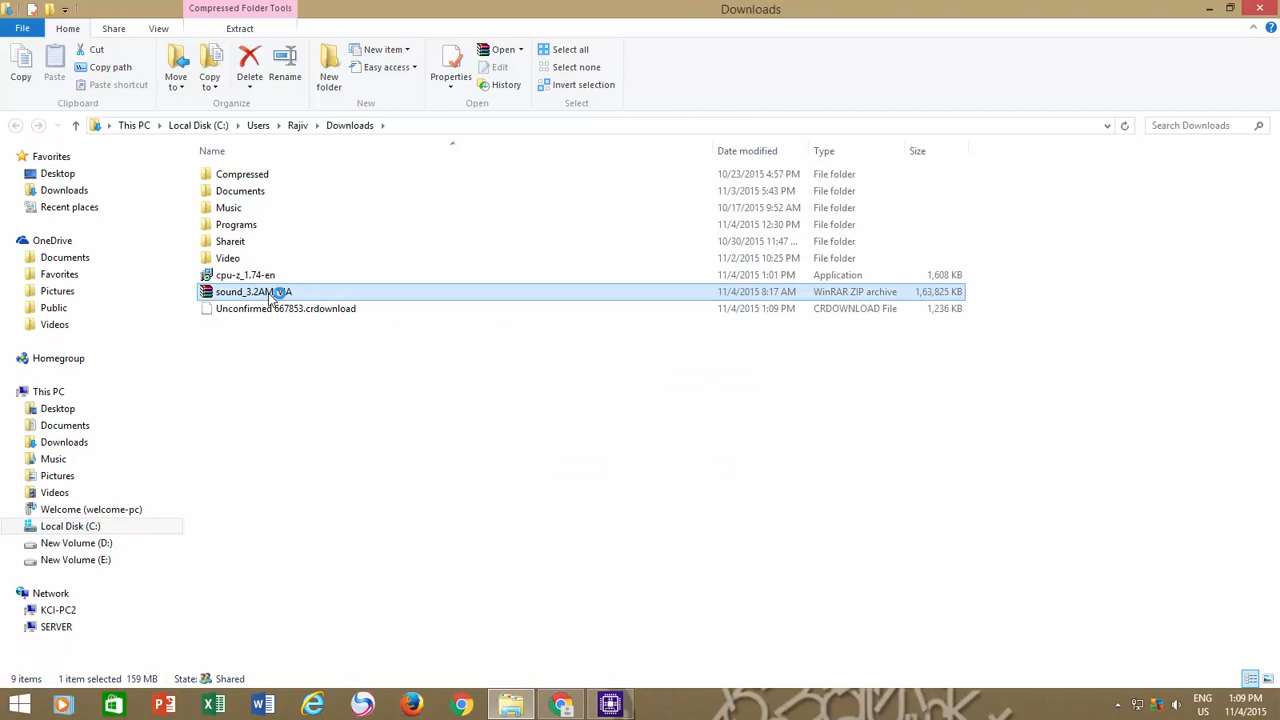 Compressed Folder Tools
Downloads
File
Home
Share
View
Extract
Copy
Paste
Cut
Copy path
Paste shortcut
Clipboard
Move to
Copy to
Delete
Rename
Organize
New folder
New item
Easy access
New
Properties
Open
Edit
History
Open
Select all
Select none
Invert selection
Select
This PC
Local Disk (C:)
Users
Rajiv
Downloads
Search Downloads
Name
Date modified
Type
Size
Favorites
Desktop
Downloads
Recent places
OneDrive
Documents
Favorites
Pictures
Public
Videos
Homegroup
This PC
Desktop
Documents
Downloads
Music
Pictures
Videos
Welcome (welcome-pc)
Local Disk (C:)
New Volume (D:)
New Volume (E:)
Network
KCI-PC2
SERVER
Compressed 10/23/2015 4:57 PM File folder
Documents 11/3/2015 5:43 PM File folder
Music 10/17/2015 9:52 AM File folder
Programs 11/4/2015 12:30 PM File folder
Shareit 10/30/2015 11:47 ... File folder
Video 11/2/2015 10:25 PM File folder
cpu-z_1.74-en 11/4/2015 1:01 PM Application 1,608 KB
11/4/2015 8:17 AM WinRAR ZIP archive 1,63,825 KB
Unconfirmed 667853.crdownload 11/4/2015 1:09 PM CRDOWNLOAD File 1,236 KB
9 items 1 item selected 159 MB State: Shared
ENG
US
1:09 PM
11/4/2015